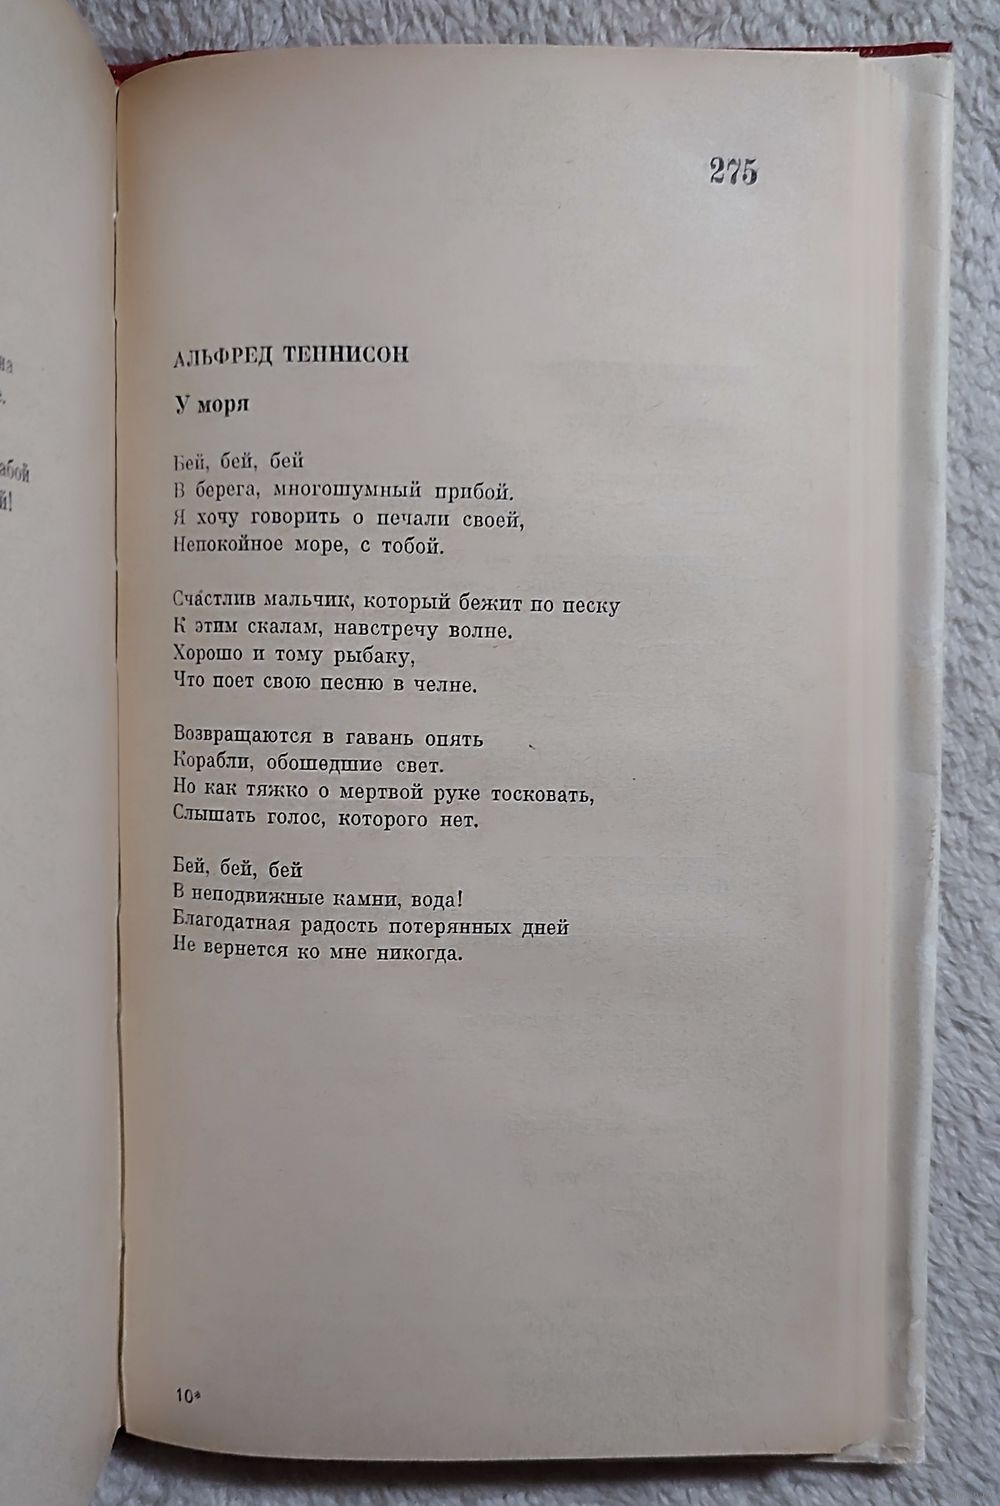 275
АЛЬФРЕД ТЕННИСОН
У моря
Бей, бей, бей
В берега, многошумный прибой.
Я хочу говорить о печали своей,
Непокойное море, с тобой.
Сча́стлив мальчик, который бежит по песку
К этим скалам, навстречу волне.
Хорошо и тому рыбаку,
Что поет свою песню в челне.
Возвращаются в гавань опять
Корабли, обошедшие свет.
Но как тяжко о мертвой руке тосковать,
Слышать голос, которого нет.
Бей, бей, бей
В неподвижные камни, вода!
Благодатная радость потерянных дней
Не вернется ко мне никогда.
10*